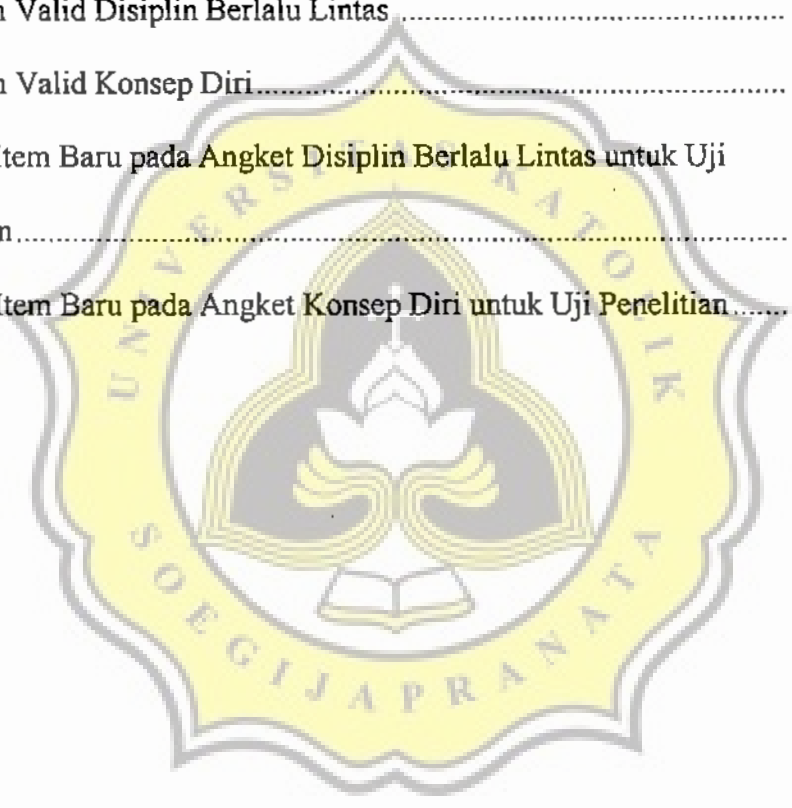 n Valid Disiplin Berlalu Lintas ........................................................
n Valid Konsep Diri ........................................................
Item Baru pada Angket Disiplin Berlalu Lintas untuk Uji
n ........................................................
Item Baru pada Angket Konsep Diri untuk Uji Penelitian .......
UNIVERSITAS KATOLIK
SOEGIJAPRANATA